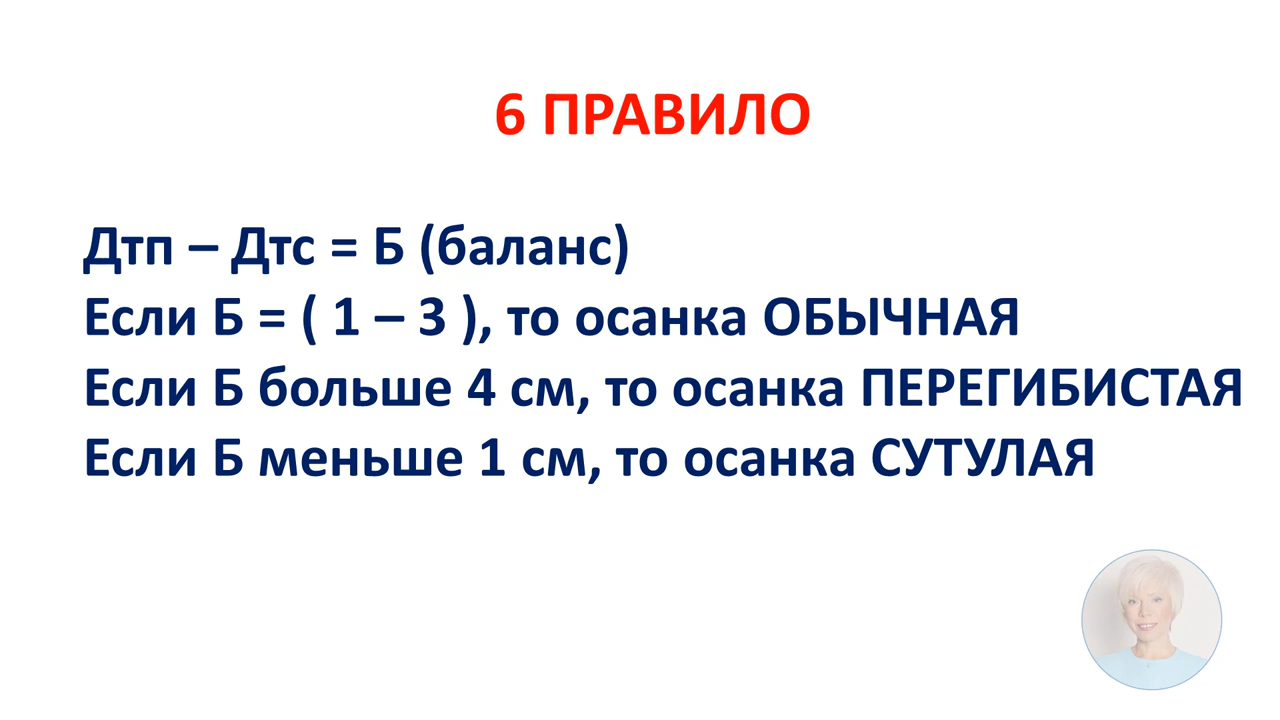 6 ПРАВИЛО
Дтп – Дтс = Б (баланс)
Если Б = ( 1 – 3 ), то осанка ОБЫЧНАЯ
Если Б больше 4 см, то осанка ПЕРЕГИБИСТАЯ
Если Б меньше 1 см, то осанка СУТУЛАЯ